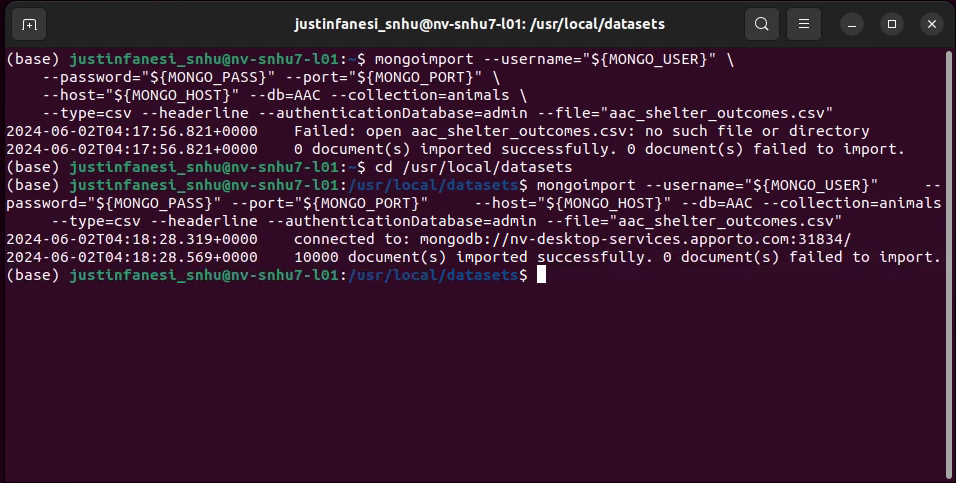 justinfanesi_snhu@nv-snhu7-l01: /usr/local/datasets
(base) justinfanesi_snhu@nv-snhu7-l01:~$ mongoimport --username="${MONGO_USER}" \
    --password="${MONGO_PASS}" --port="${MONGO_PORT}" \
    --host="${MONGO_HOST}" --db=AAC --collection=animals \
    --type=csv --headerline --authenticationDatabase=admin --file="aac_shelter_outcomes.csv"
2024-06-02T04:17:56.821+0000    Failed: open aac_shelter_outcomes.csv: no such file or directory
2024-06-02T04:17:56.821+0000    0 document(s) imported successfully. 0 document(s) failed to import.
(base) justinfanesi_snhu@nv-snhu7-l01:~$ cd /usr/local/datasets
(base) justinfanesi_snhu@nv-snhu7-l01:/usr/local/datasets$ mongoimport --username="${MONGO_USER}"     --
password="${MONGO_PASS}" --port="${MONGO_PORT}"     --host="${MONGO_HOST}" --db=AAC --collection=animals
     --type=csv --headerline --authenticationDatabase=admin --file="aac_shelter_outcomes.csv"
2024-06-02T04:18:28.319+0000    connected to: mongodb://nv-desktop-services.apporto.com:31834/
2024-06-02T04:18:28.569+0000    10000 document(s) imported successfully. 0 document(s) failed to import.
(base) justinfanesi_snhu@nv-snhu7-l01:/usr/local/datasets$